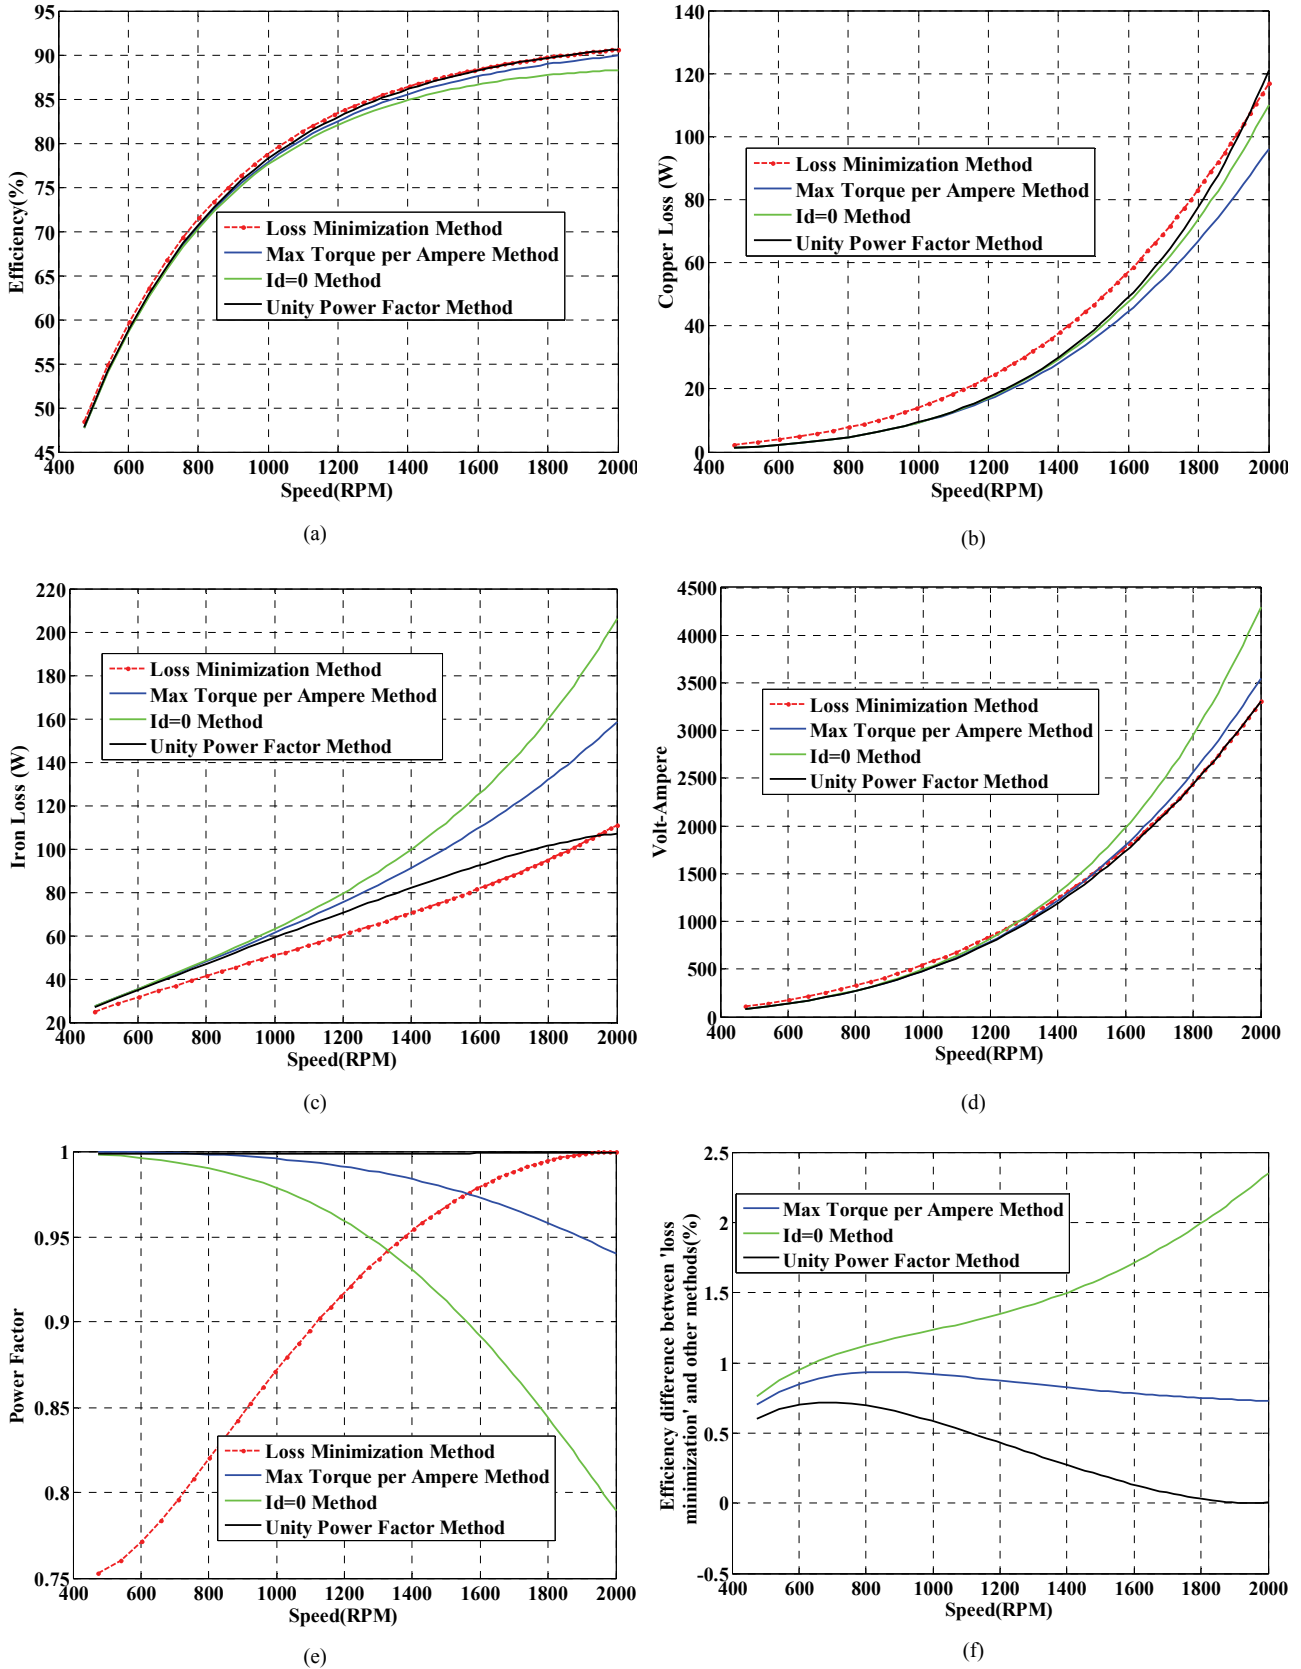 95
90
85
80
75
70
65
60
55
50
45
Efficiency(%)
Loss Minimization Method
Max Torque per Ampere Method
Id=0 Method
Unity Power Factor Method
400 600 800 1000 1200 1400 1600 1800 2000
Speed(RPM)
(a)
140
120
100
80
60
40
20
0
Copper Loss (W)
Loss Minimization Method
Max Torque per Ampere Method
Id=0 Method
Unity Power Factor Method
400 600 800 1000 1200 1400 1600 1800 2000
Speed(RPM)
(b)
220
200
180
160
140
120
100
80
60
40
20
Iron Loss (W)
Loss Minimization Method
Max Torque per Ampere Method
Id=0 Method
Unity Power Factor Method
400 600 800 1000 1200 1400 1600 1800 2000
Speed(RPM)
(c)
4500
4000
3500
3000
2500
2000
1500
1000
500
0
Volt-Ampere
Loss Minimization Method
Max Torque per Ampere Method
Id=0 Method
Unity Power Factor Method
400 600 800 1000 1200 1400 1600 1800 2000
Speed(RPM)
(d)
1
0.95
0.9
0.85
0.8
0.75
Power Factor
Loss Minimization Method
Max Torque per Ampere Method
Id=0 Method
Unity Power Factor Method
400 600 800 1000 1200 1400 1600 1800 2000
Speed(RPM)
(e)
2.5
2
1.5
1
0.5
0
-0.5
Efficiency difference between 'loss
minimization' and other methods(%)
Max Torque per Ampere Method
Id=0 Method
Unity Power Factor Method
400 600 800 1000 1200 1400 1600 1800 2000
Speed(RPM)
(f)